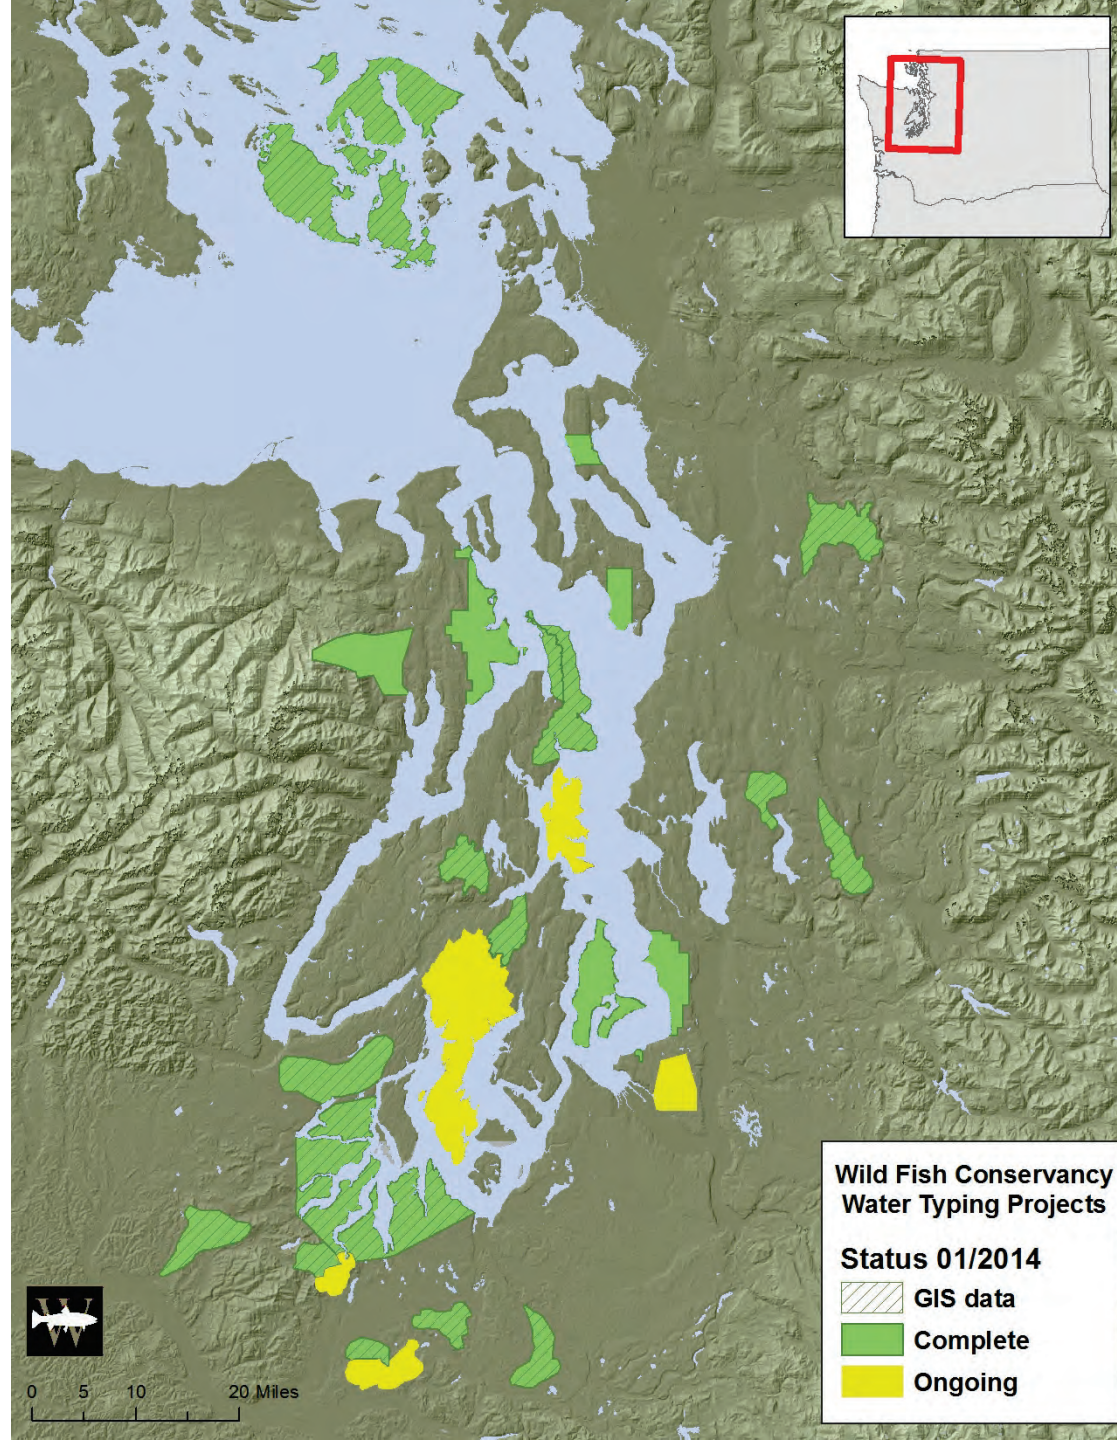 Wild Fish Conservancy
Water Typing Projects
Status 01/2014
GIS data
Complete
Ongoing
W
0 5 10 20 Miles